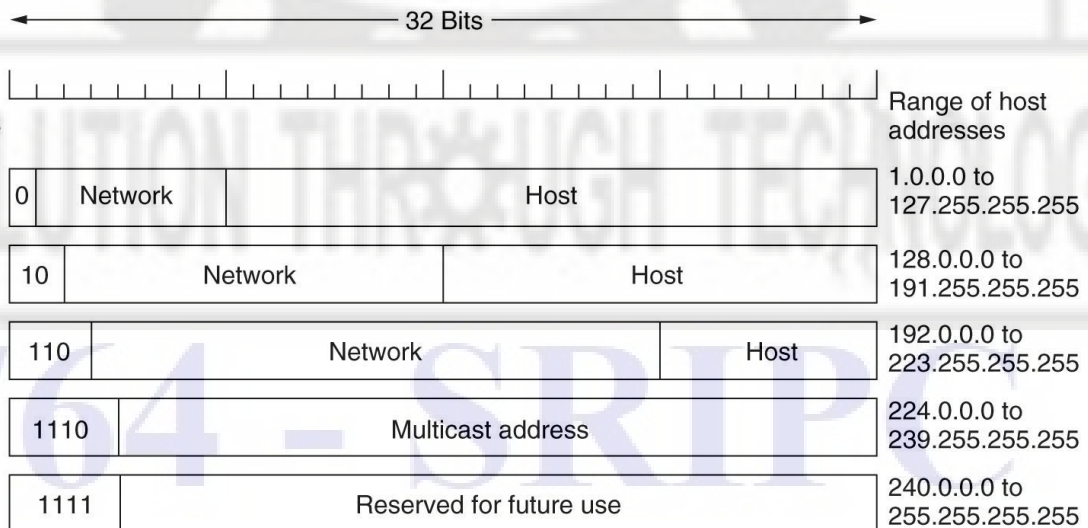 32 Bits
Range of host
addresses
0 Network Host 1.0.0.0 to
127.255.255.255
10 Network Host 128.0.0.0 to
191.255.255.255
110 Network Host 192.0.0.0 to
223.255.255.255
1110 Multicast address 224.0.0.0 to
239.255.255.255
1111 Reserved for future use 240.0.0.0 to
255.255.255.255
64 - SRIPC